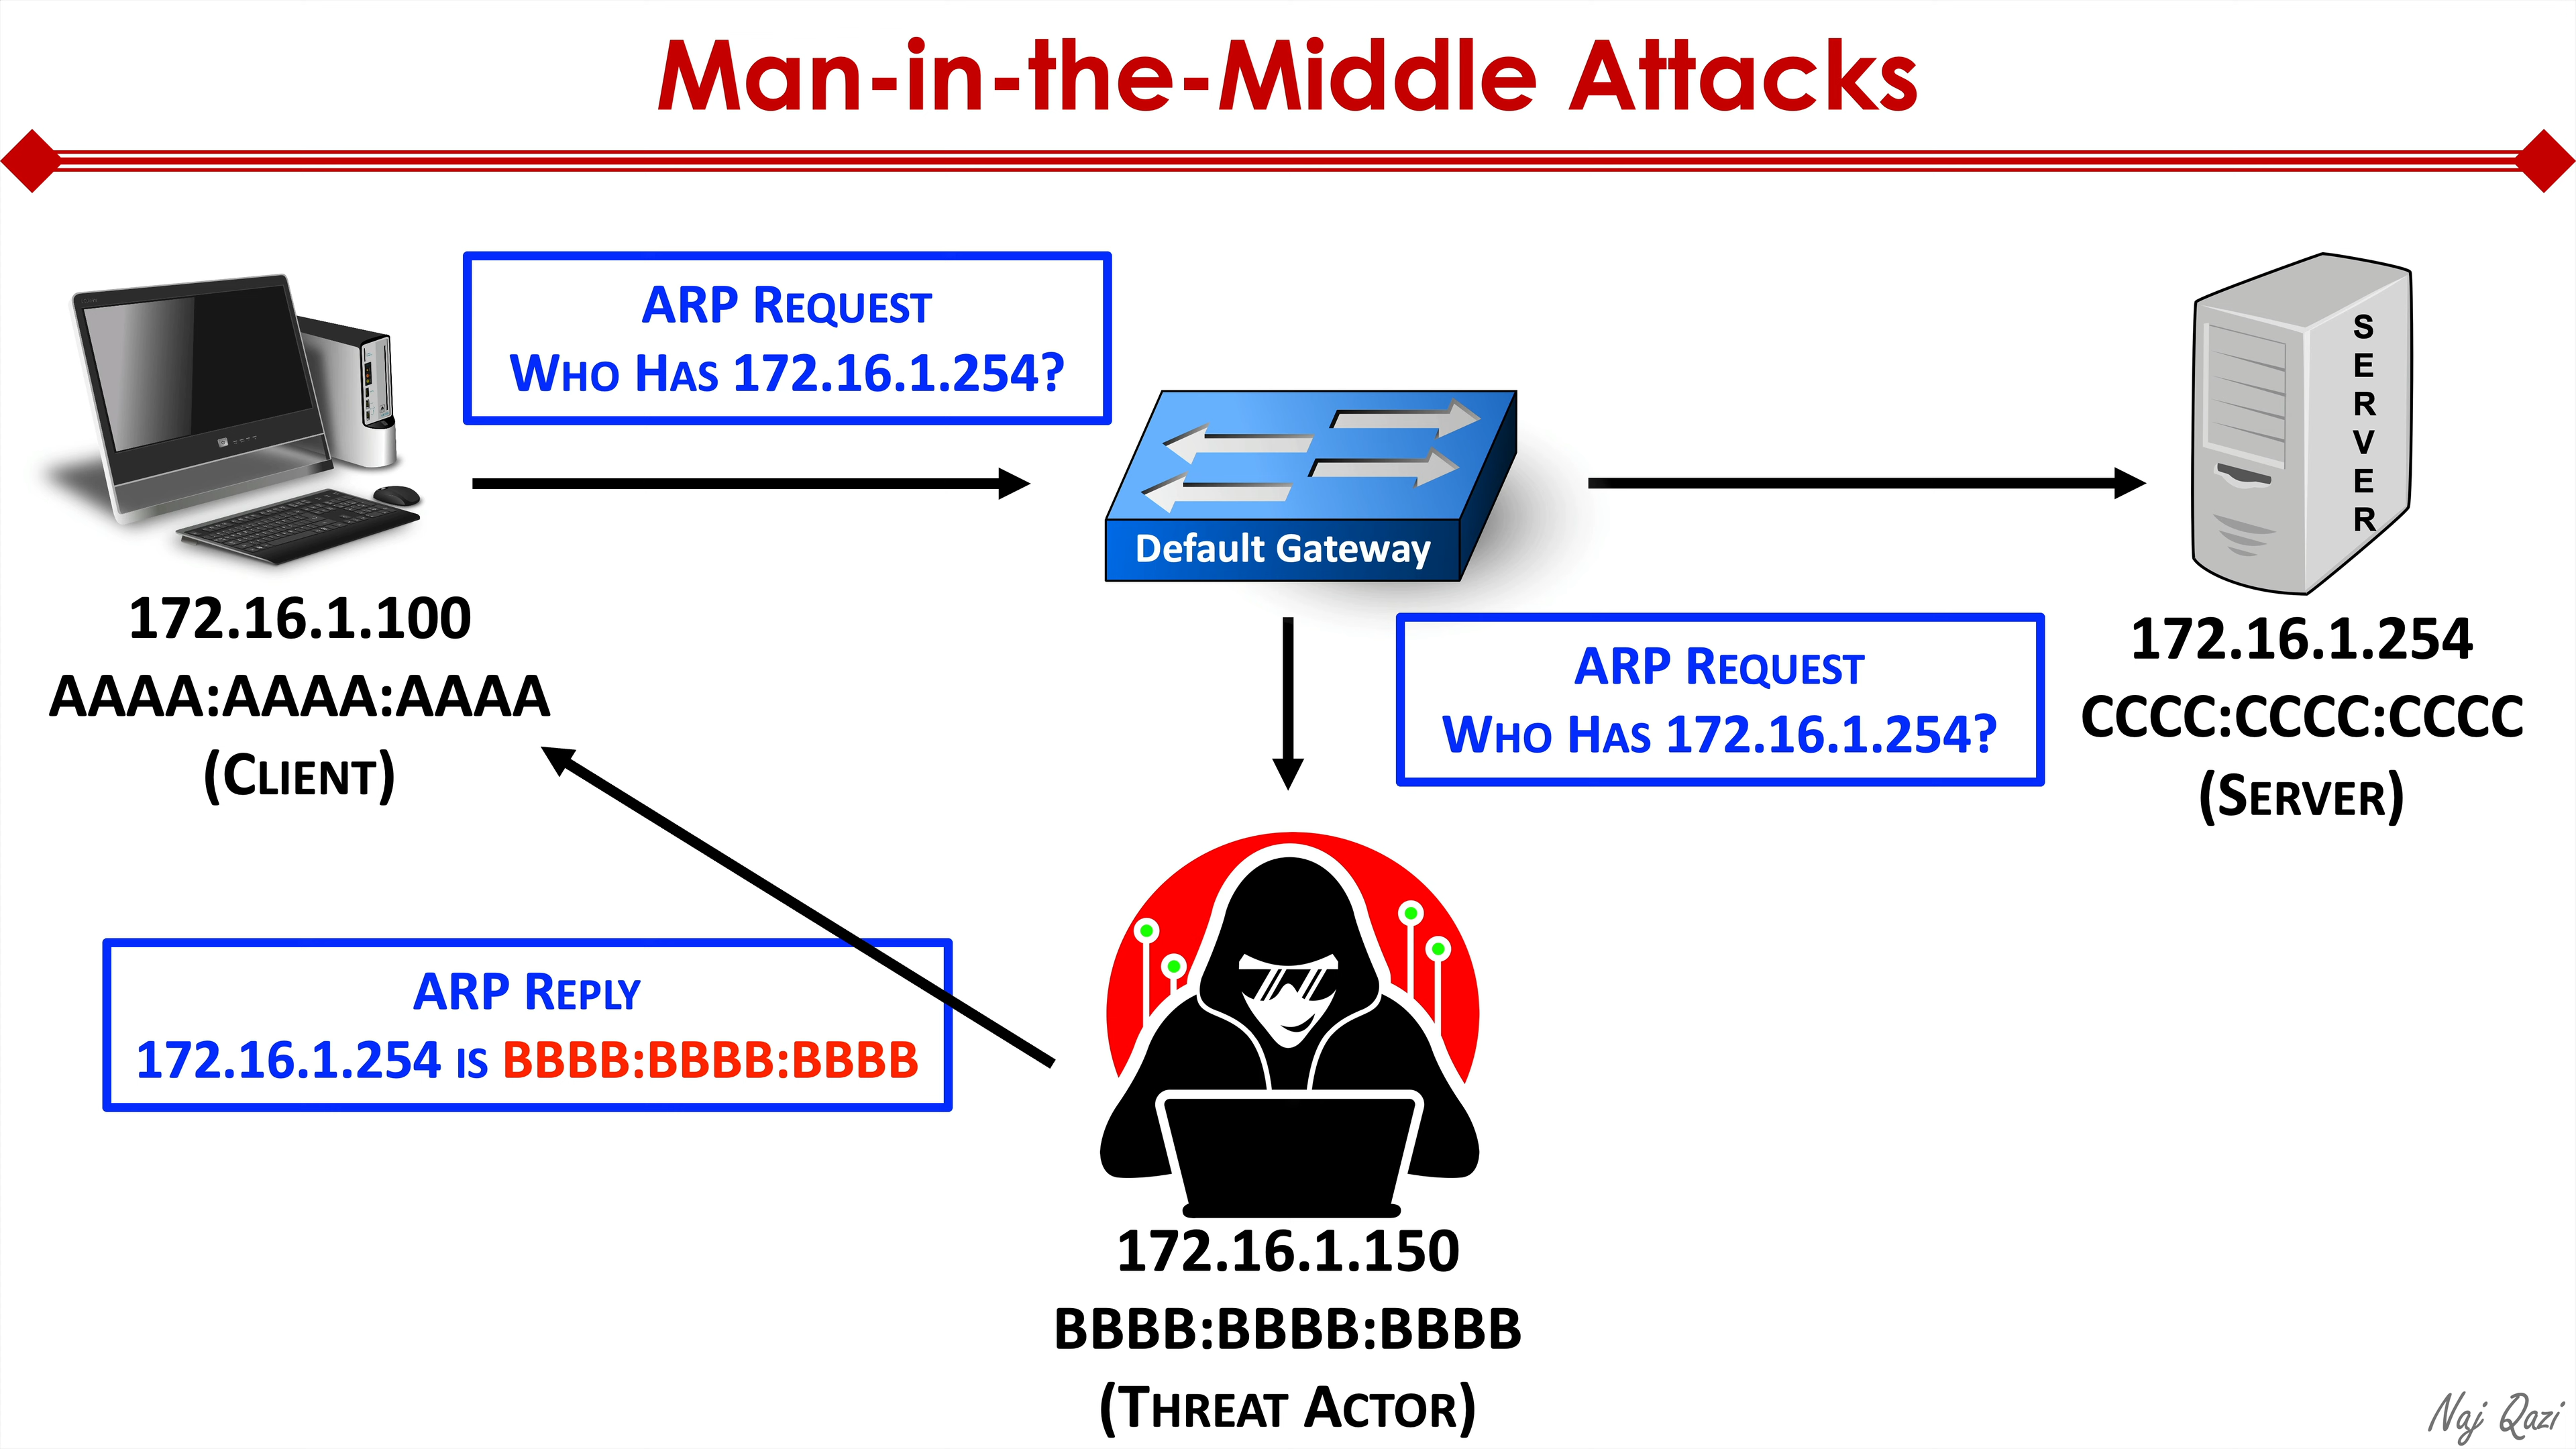 Man-in-the-Middle Attacks
ARP Request
Who Has 172.16.1.254?
SERVER
Default Gateway
172.16.1.100
AAAA:AAAA:AAAA
(Client)
ARP Request
Who Has 172.16.1.254?
172.16.1.254
CCCC:CCCC:CCCC
(Server)
ARP Reply
172.16.1.254 is BBBB:BBBB:BBBB
172.16.1.150
BBBB:BBBB:BBBB
(Threat Actor)
Naj Qazi